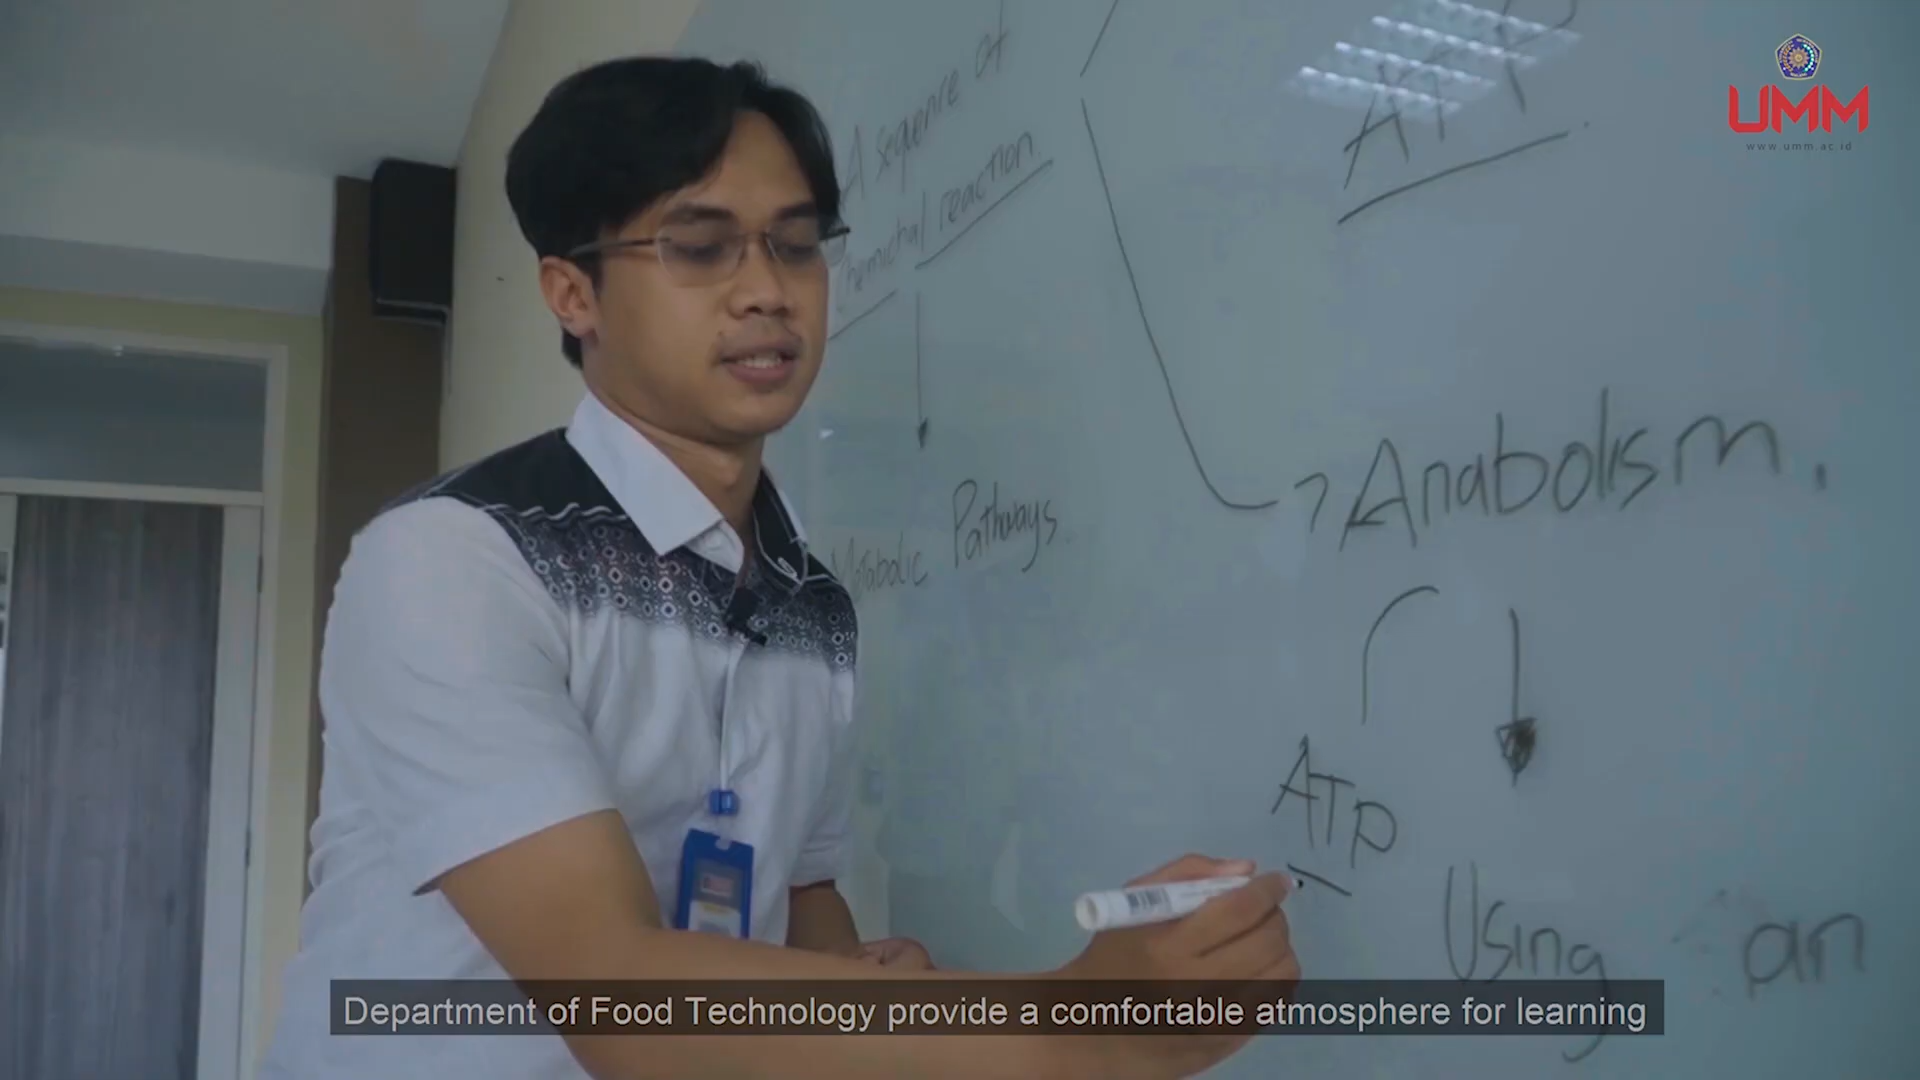 A sequence of
chemichal reaction.
Metabolic Pathways.
ATP
Anabolism.
ATP
Using an
UMM
www.umm.ac.id
Department of Food Technology provide a comfortable atmosphere for learning